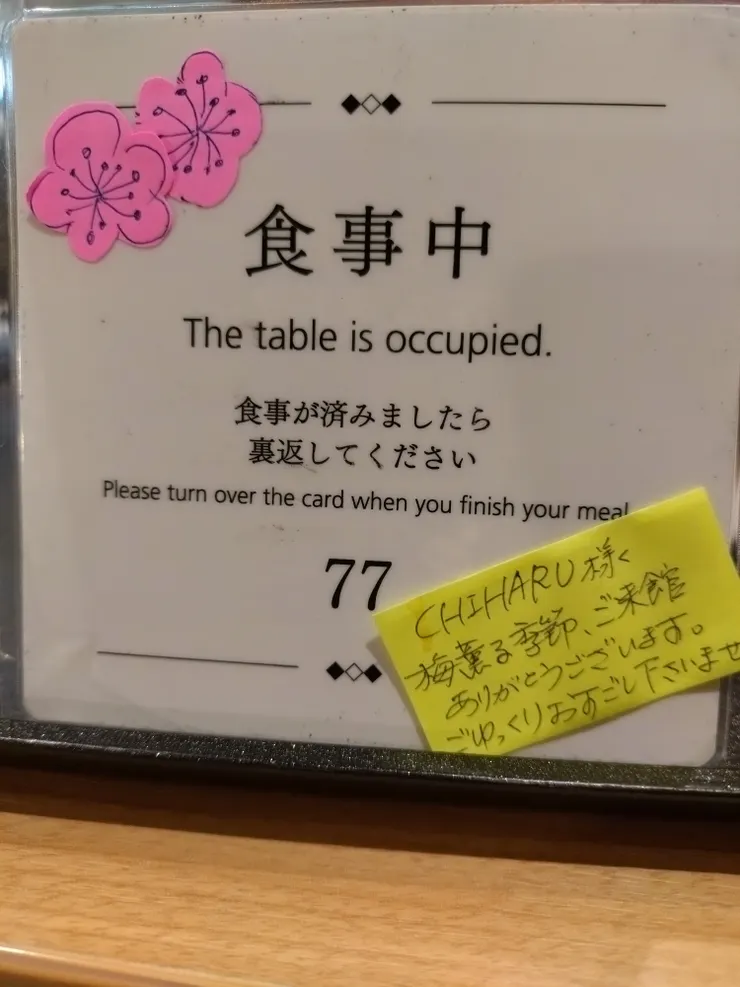 食事中
The table is occupied.
食事が済みましたら
裏返してください
Please turn over the card when you finish your meal
77
CHIHARU様く
梅薫る季節、ご来館
ありがとうございます。
ごゆっくりおすごし下さいませ